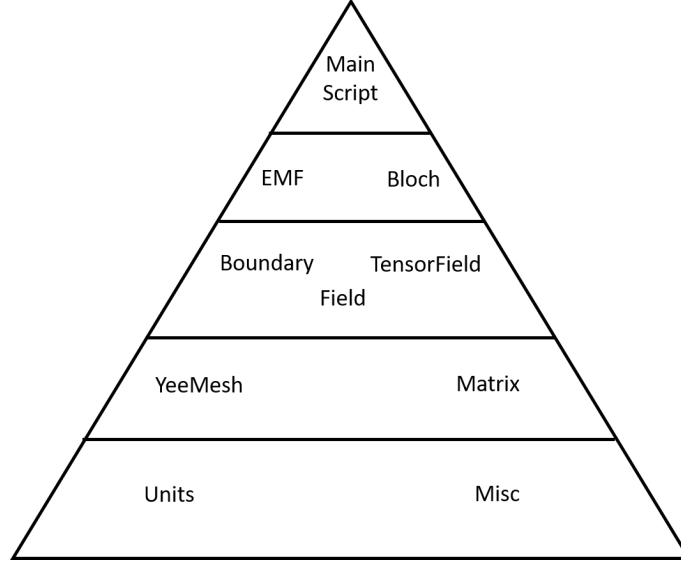 Main
Script
EMF Bloch
Boundary TensorField
Field
YeeMesh Matrix
Units Misc